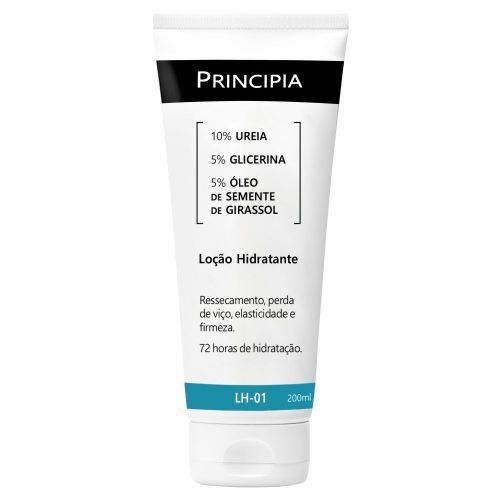 PRINCIPIA
10% UREIA
5% GLICERINA
5% ÓLEO
DE SEMENTE
DE GIRASSOL
Loção Hidratante
Ressecamento, perda
de viço, elasticidade e
firmeza.
72 horas de hidratação.
LH-01 200ml